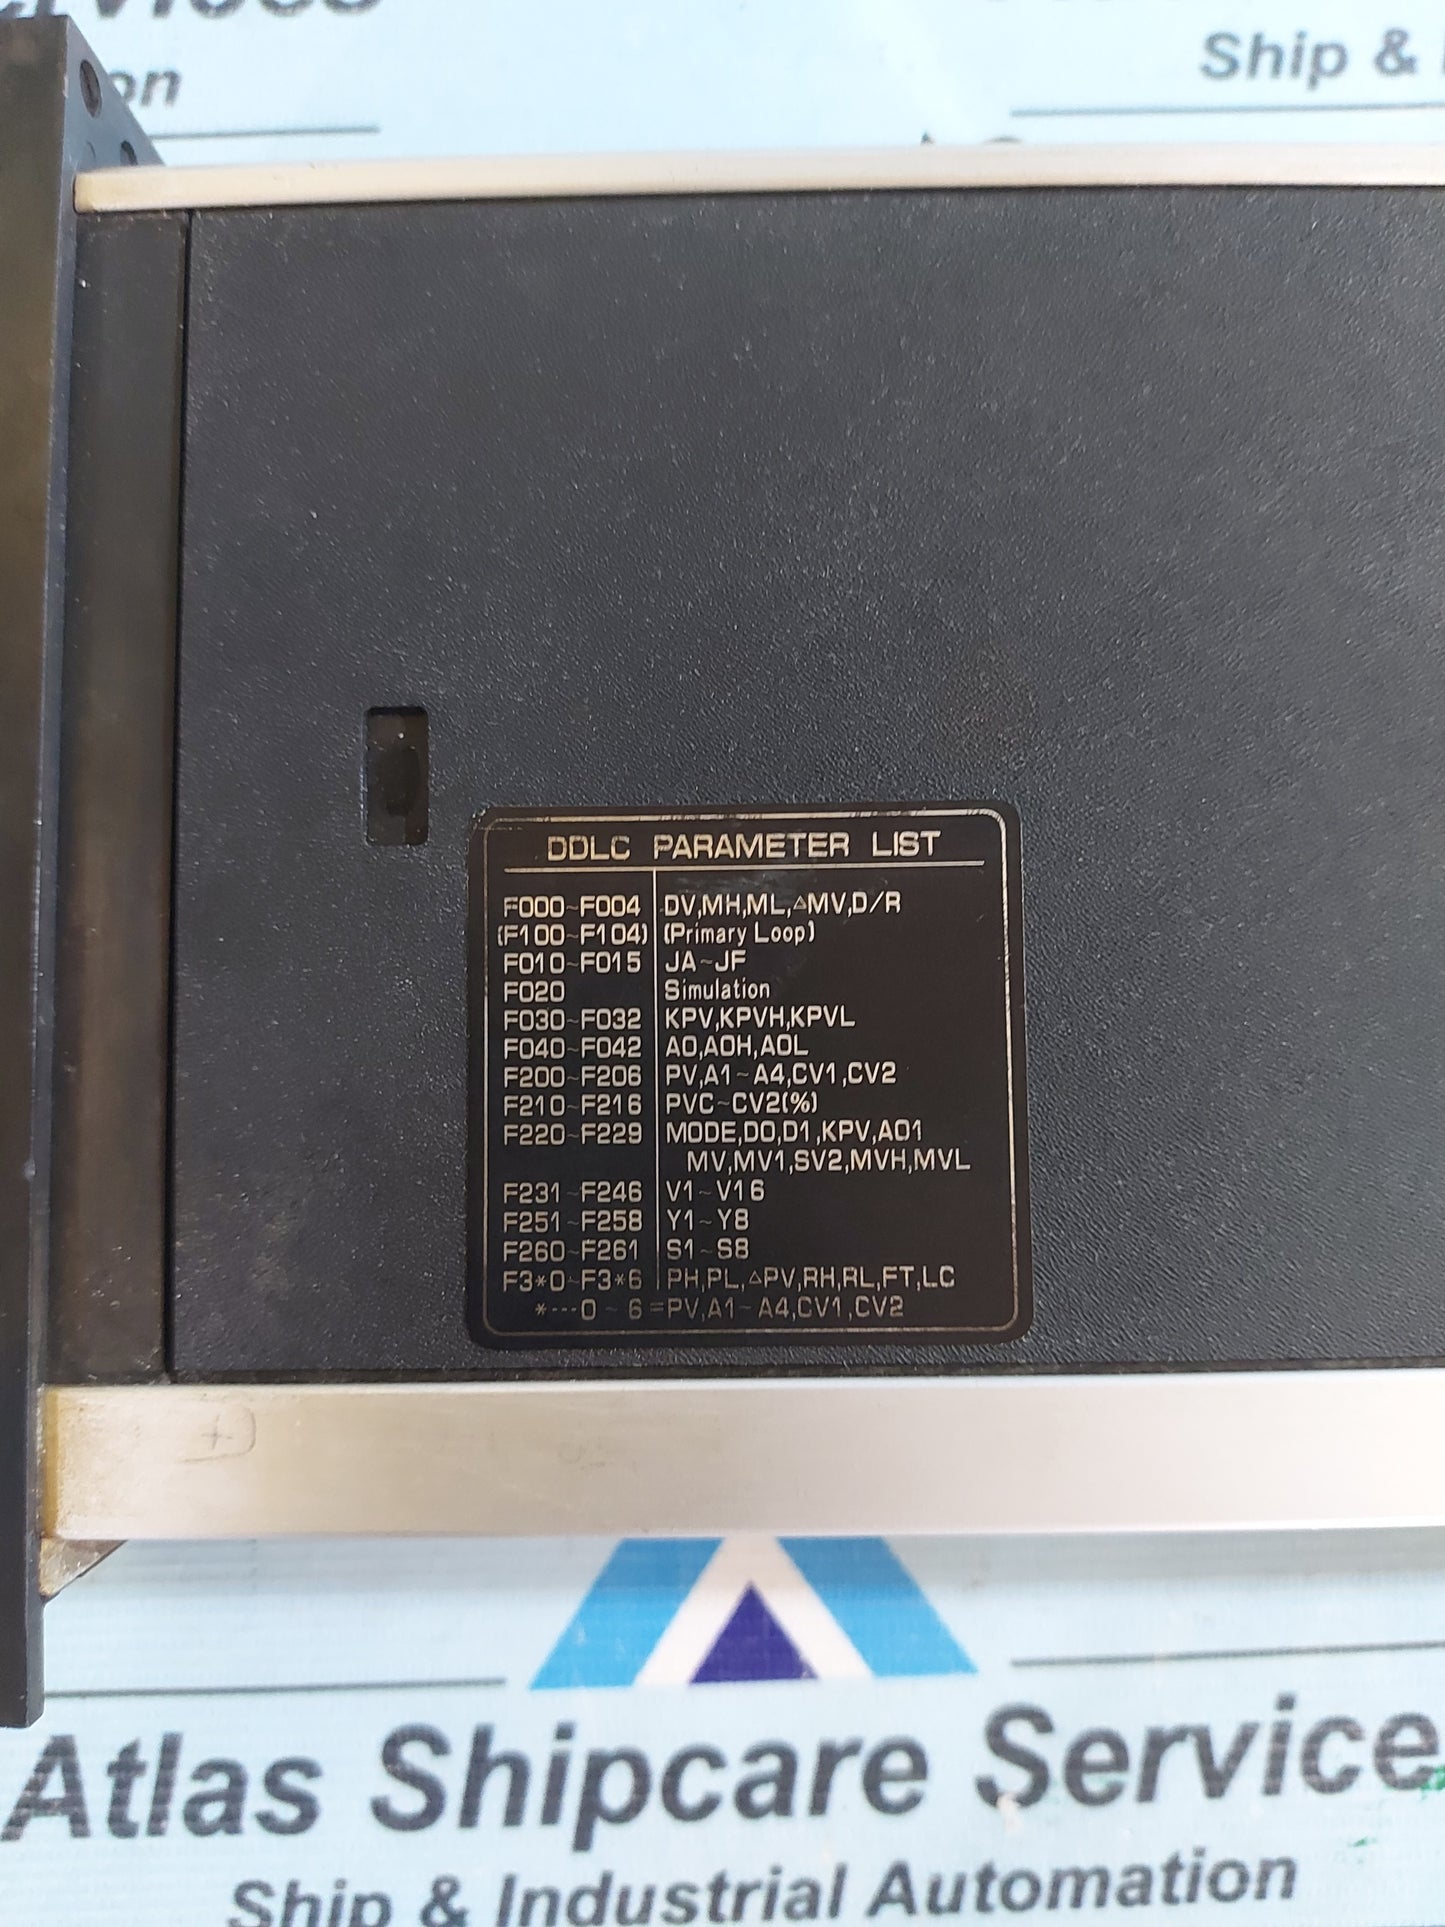 ervices
on
Ship &
DDLC PARAMETER LIST
F000~F004 DV,MH,ML,△MV,D/R
(F100~F104) (Primary Loop)
F010~F015 JA~JF
F020 Simulation
F030~F032 KPV,KPVH,KPVL
F040~F042 AO,AOH,AOL
F200~F206 PV,A1~A4,CV1,CV2
F210~F216 PVC~CV2(%)
F220~F229 MODE,DO,D1,KPV,AO1
MV,MV1,SV2,MVH,MVL
F231~F246 V1~V16
F251~F258 Y1~Y8
F260~F261 S1~S8
F3*0~F3*6 PH,PL,△PV,RH,RL,FT,LC
*---0~6=PV,A1~A4,CV1,CV2
Atlas Shipcare Service
Ship & Industrial Automation